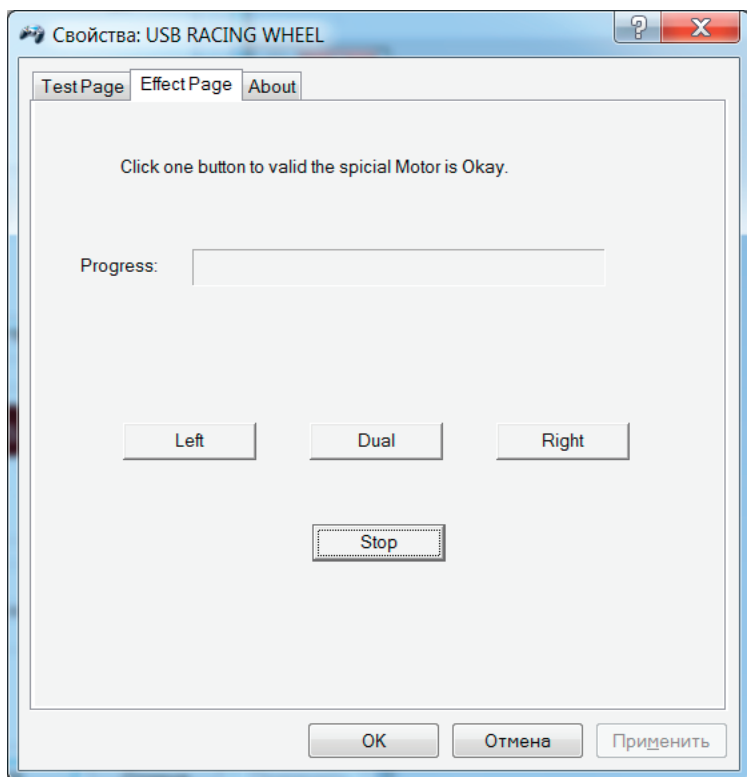 Свойства: USB RACING WHEEL
Test Page Effect Page About
Click one button to valid the spicial Motor is Okay.
Progress:
Left Dual Right
Stop
OK Отмена Применить